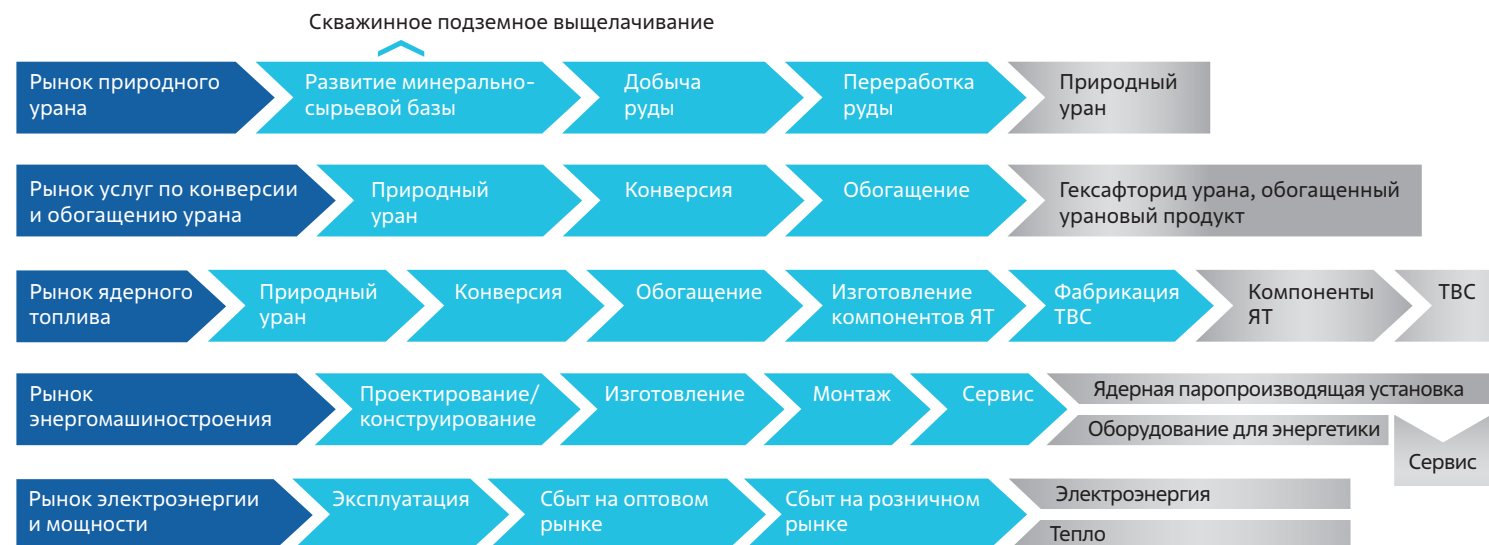 Скважинное подземное выщелачивание
Рынок природного
урана
Развитие минерально-
сырьевой базы
Добыча
руды
Переработка
руды
Природный
уран
Рынок услуг по конверсии
и обогащению урана
Природный
уран
Конверсия
Обогащение
Гексафторид урана, обогащенный
урановый продукт
Рынок ядерного
топлива
Природный
уран
Конверсия
Обогащение
Изготовление
компонентов ЯТ
Фабрикация
ТВС
Компоненты
ЯТ
ТВС
Рынок
энергомашиностроения
Проектирование/
конструирование
Изготовление
Монтаж
Сервис
Ядерная паропроизводящая установка
Оборудование для энергетики
Сервис
Рынок электроэнергии
и мощности
Эксплуатация
Сбыт на оптовом
рынке
Сбыт на розничном
рынке
Электроэнергия
Тепло